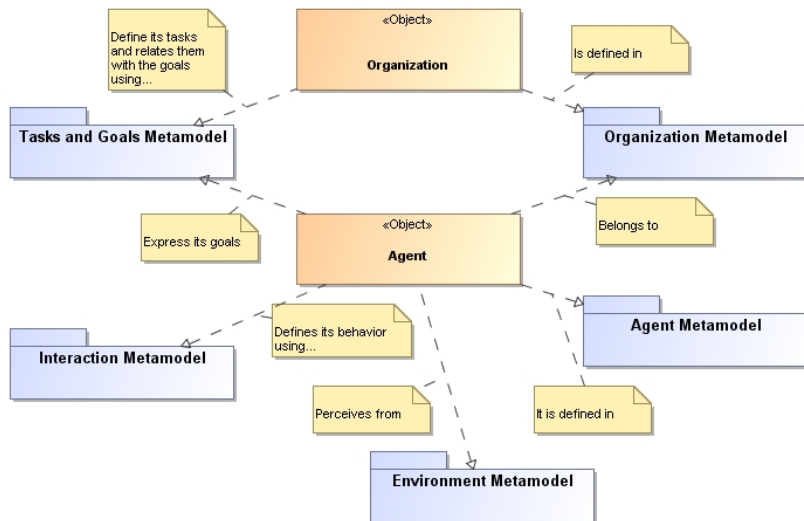 Define its tasks
and relates them
with the goals
using...
«Object»
Organization
Is defined in
Tasks and Goals Metamodel
Organization Metamodel
Express its goals
«Object»
Agent
Belongs to
Interaction Metamodel
Defines its behavior
using...
Agent Metamodel
Perceives from
It is defined in
Environment Metamodel